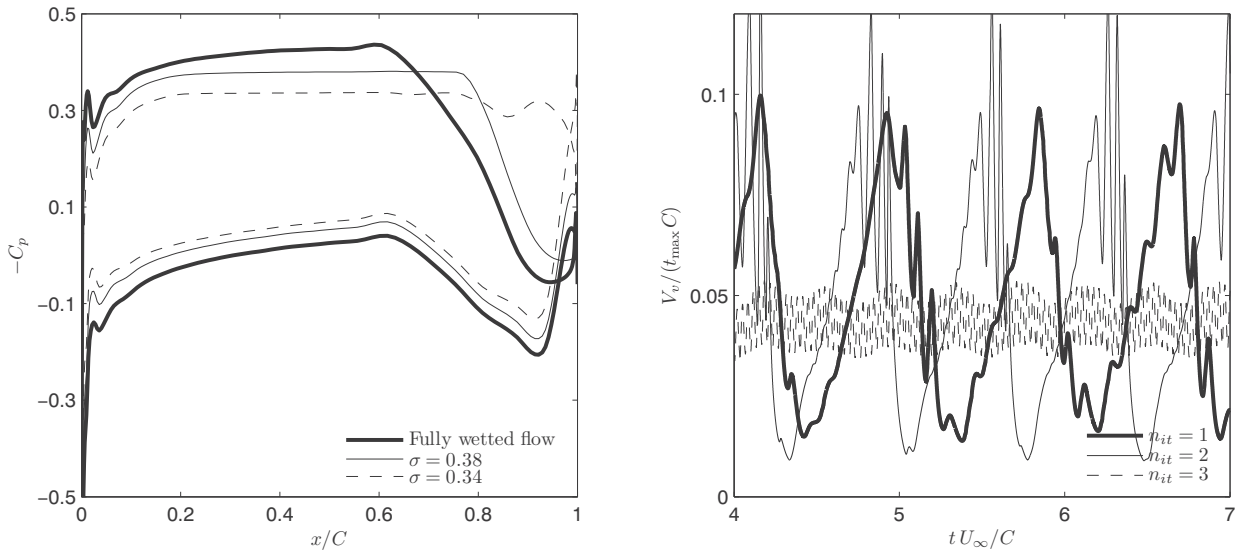 0.5
0.3
0.1
−0.1
−0.3
−0.5
−C_p
Fully wetted flow
σ = 0.38
σ = 0.34
0 0.2 0.4 0.6 0.8 1
x/C
0.1
0.05
0
V_v/(t_max C)
n_it = 1
n_it = 2
n_it = 3
4 5 6 7
t U_∞/C